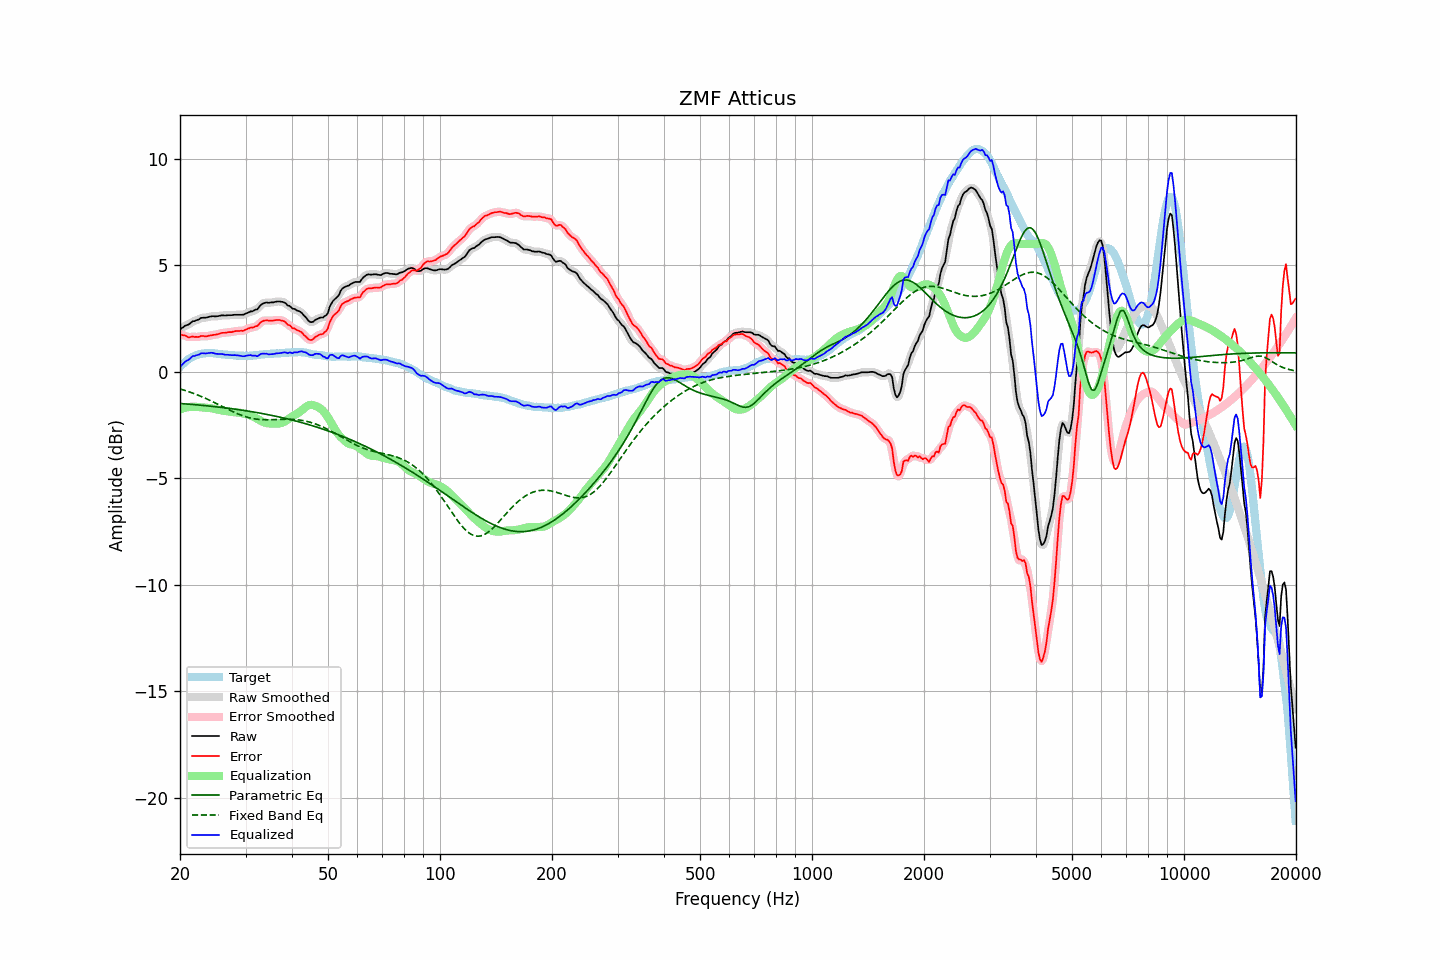 ZMF Atticus
Amplitude (dBr)
10
5
0
−5
−10
−15
−20
Target
Raw Smoothed
Error Smoothed
Raw
Error
Equalization
Parametric Eq
Fixed Band Eq
Equalized
20 50 100 200 500 1000 2000 5000 10000 20000
Frequency (Hz)